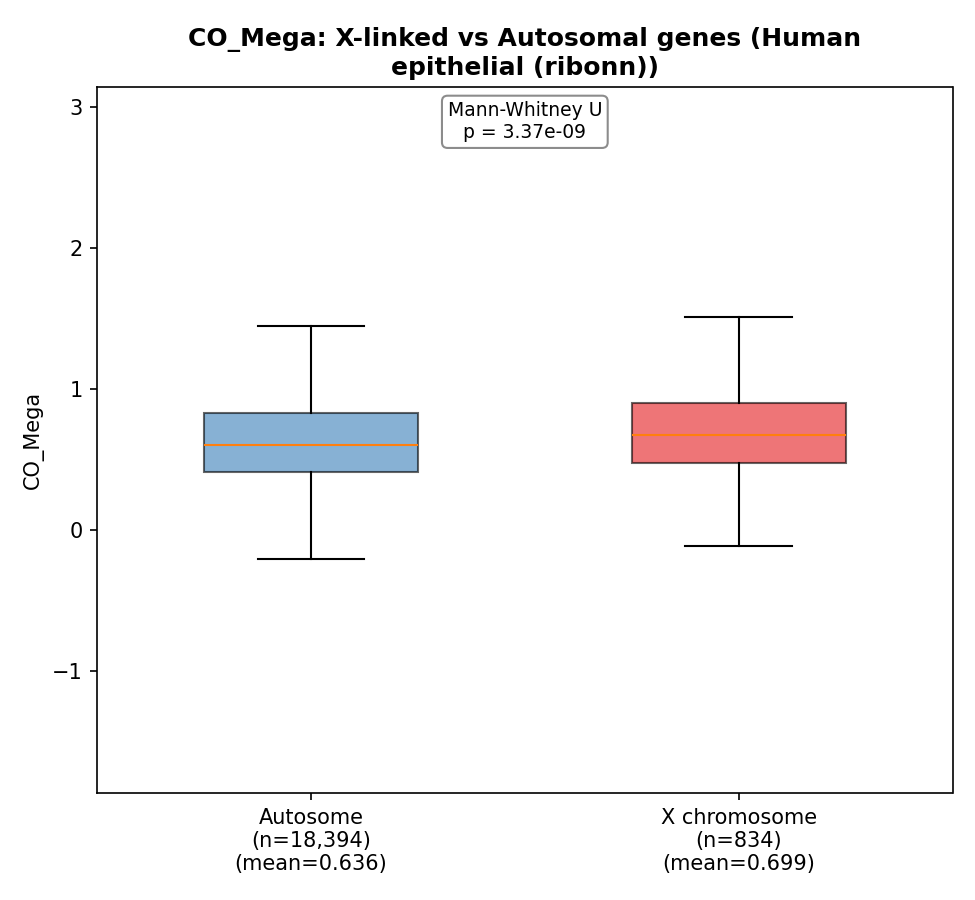 CO_Mega: X-linked vs Autosomal genes (Human
epithelial (ribonn))
Mann-Whitney U
p = 3.37e-09
3
2
1
0
−1
CO_Mega
Autosome
(n=18,394)
(mean=0.636)
X chromosome
(n=834)
(mean=0.699)